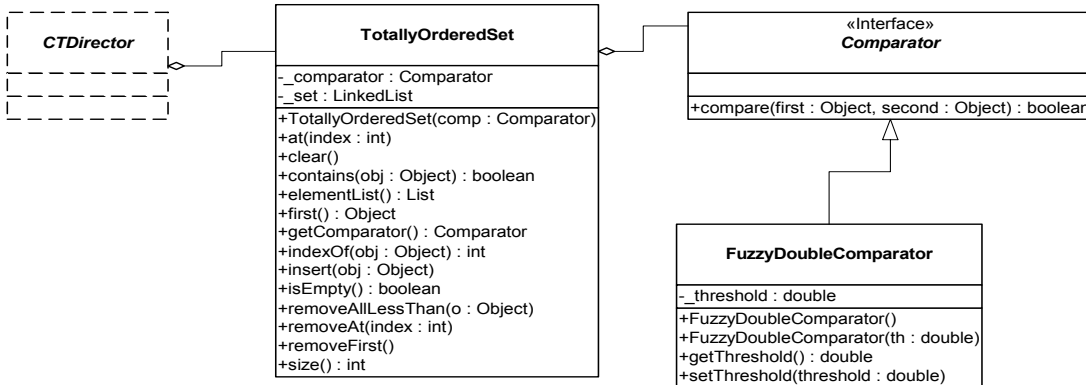 CTDirector
TotallyOrderedSet
-_comparator : Comparator
-_set : LinkedList
+TotallyOrderedSet(comp : Comparator)
+at(index : int)
+clear()
+contains(obj : Object) : boolean
+elementList() : List
+first() : Object
+getComparator() : Comparator
+indexOf(obj : Object) : int
+insert(obj : Object)
+isEmpty() : boolean
+removeAllLessThan(o : Object)
+removeAt(index : int)
+removeFirst()
+size() : int
«Interface»
Comparator
+compare(first : Object, second : Object) : boolean
FuzzyDoubleComparator
-_threshold : double
+FuzzyDoubleComparator()
+FuzzyDoubleComparator(th : double)
+getThreshold() : double
+setThreshold(threshold : double)